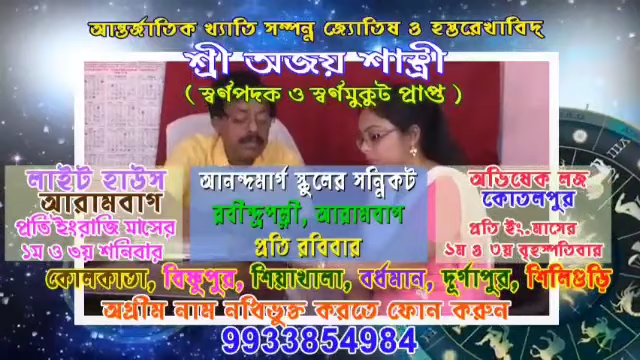 আন্তর্জাতিক খ্যাতি সম্পন্ন জ্যোতিষ ও হস্তরেখাবিদ্
শ্রী অজয় শাস্ত্রী
( স্বর্ণপদক ও স্বর্ণমুকুট প্রাপ্ত )
লাইট হাউস
আরামবাগ
প্রতি ইংরাজি মাসের
১ম ও ৩য় শনিবার
আনন্দমার্গ স্কুলের সন্নিকট
রবীন্দ্রপল্লী, আরামবাগ
প্রতি রবিবার
অভিষেক লজ
কোতলপুর
প্রতি ইং.মাসের
১ম ও ৩য় বৃহস্পতিবার
কোলকাতা, বিষ্ণুপুর, শিয়াখালা, বর্ধমান, দুর্গাপুর, শিলিগুড়ি
অগ্রীম নাম নথিভুক্ত করতে ফোন করুন
9933854984